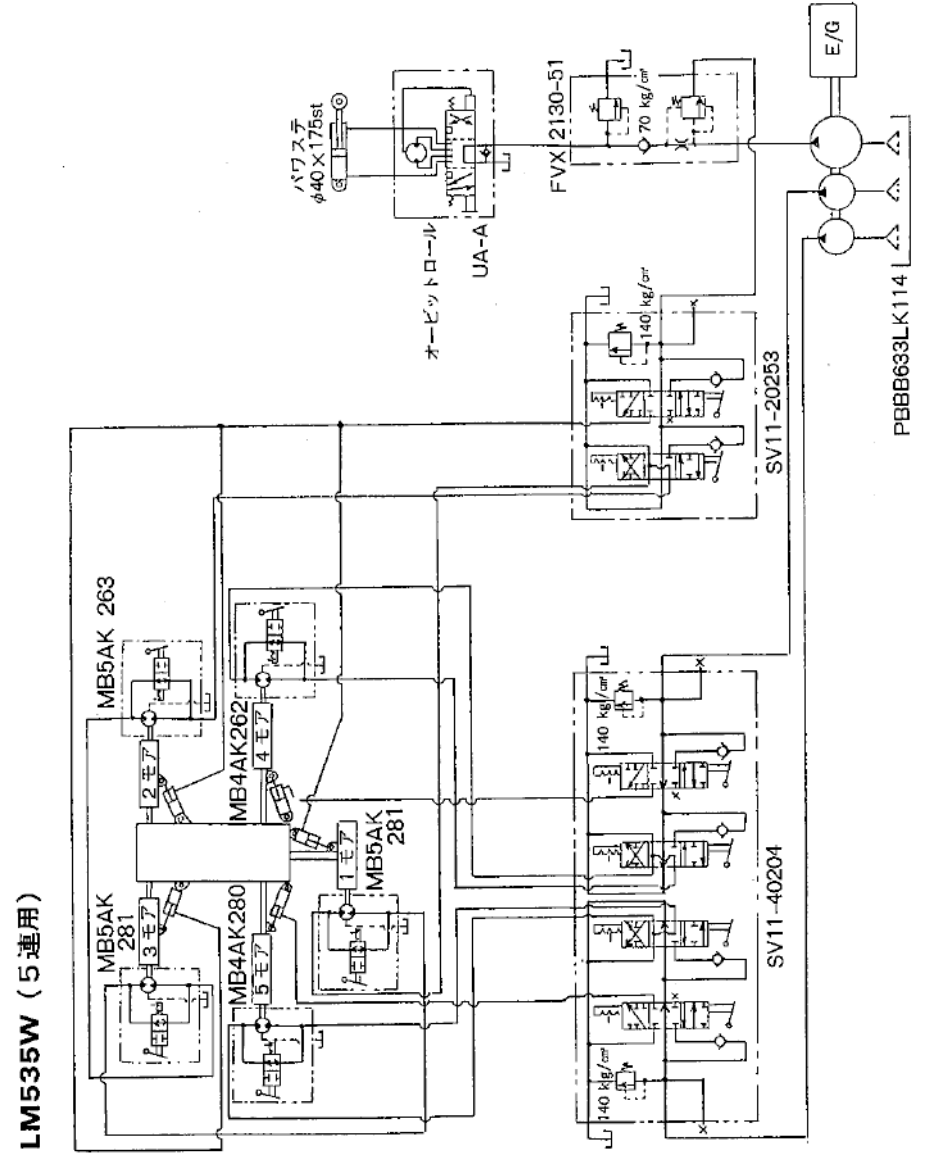 LM535W (5連用)
MB5AK
281
3モア
2モア
MB5AK 263
MB4AK280
5モア
MB4AK262
4モア
1モア
MB5AK
281
パワステ
φ40×175st
オービットロール
UA-A
FVX 2130-51
70 kg/cm²
E/G
140 kg/cm²
SV11-20253
140 kg/cm²
140 kg/cm²
SV11-40204
PBBB633LK114